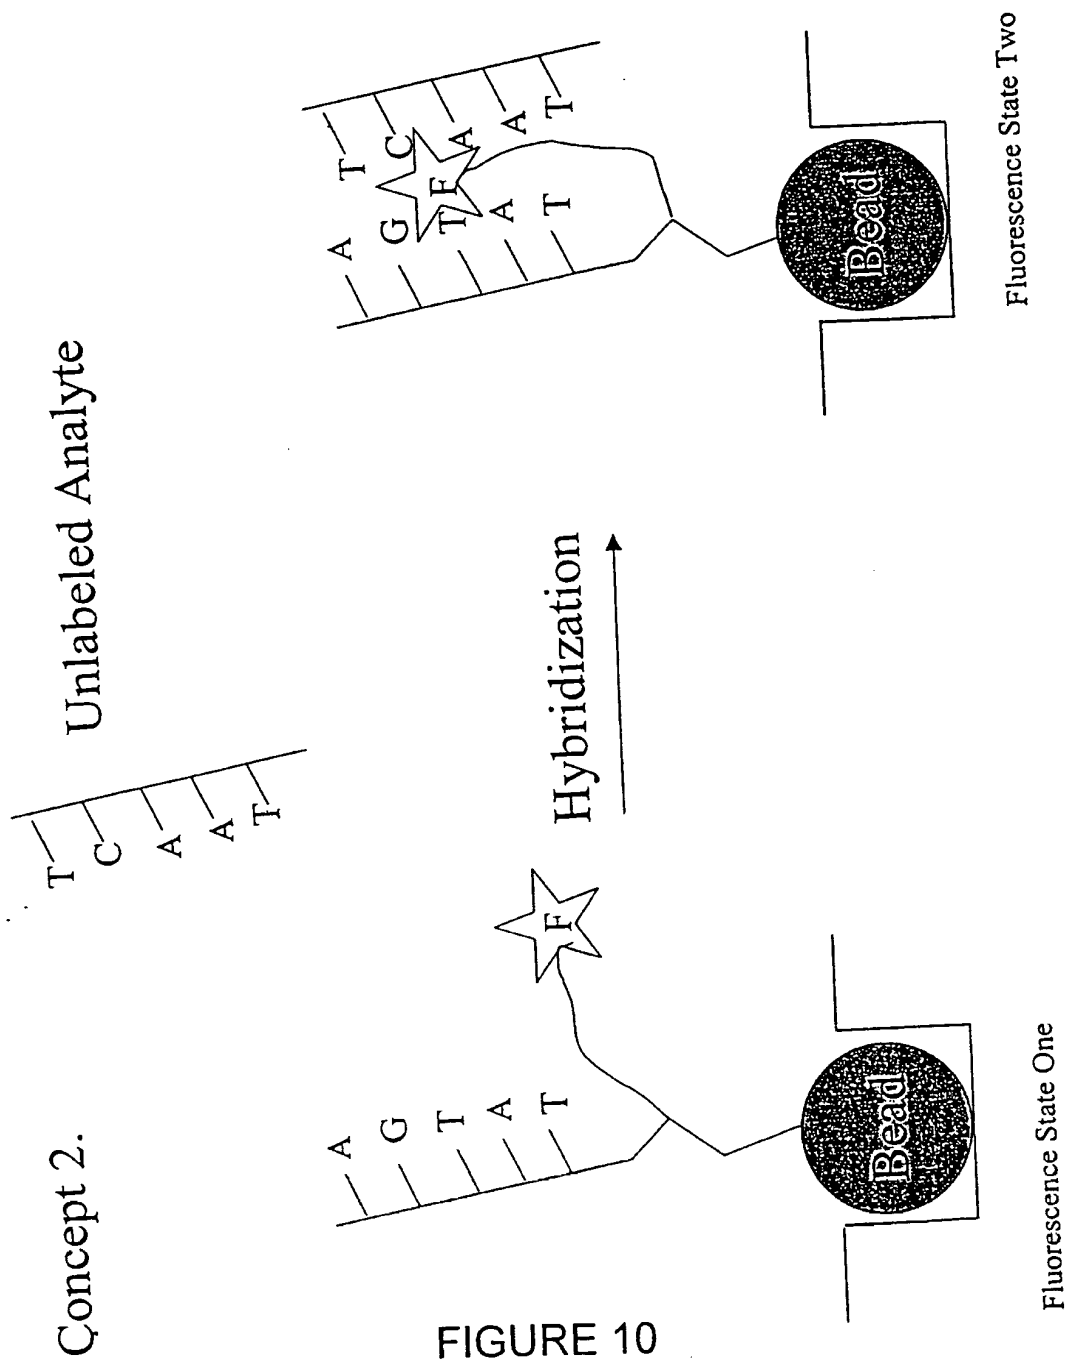 Concept 2.
Unlabeled Analyte
T
C
A
A
T
A
G
T
A
T
F
Bead
Fluorescence State One
Hybridization
A
G
T
A
T
T
C
A
A
T
F
Bead
Fluorescence State Two
FIGURE 10